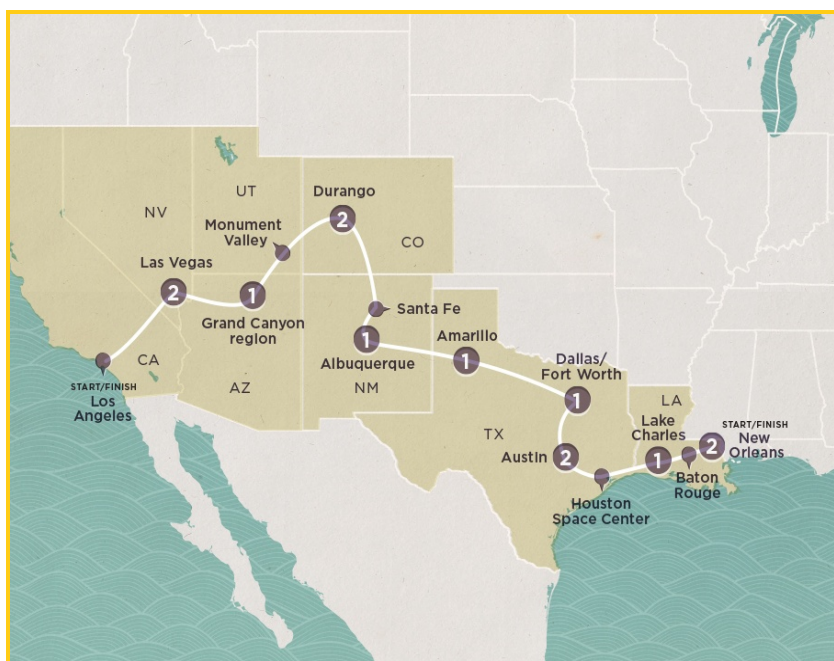 Durango
2
UT
NV
Monument
Valley
CO
Las Vegas
2
1
Grand Canyon
region
Santa Fe
Amarillo
1
Albuquerque
1
Dallas/
Fort Worth
1
CA
START/FINISH
Los
Angeles
AZ
NM
TX
LA
Lake
Charles
1
START/FINISH
New
Orleans
2
Austin
2
Baton
Rouge
Houston
Space Center